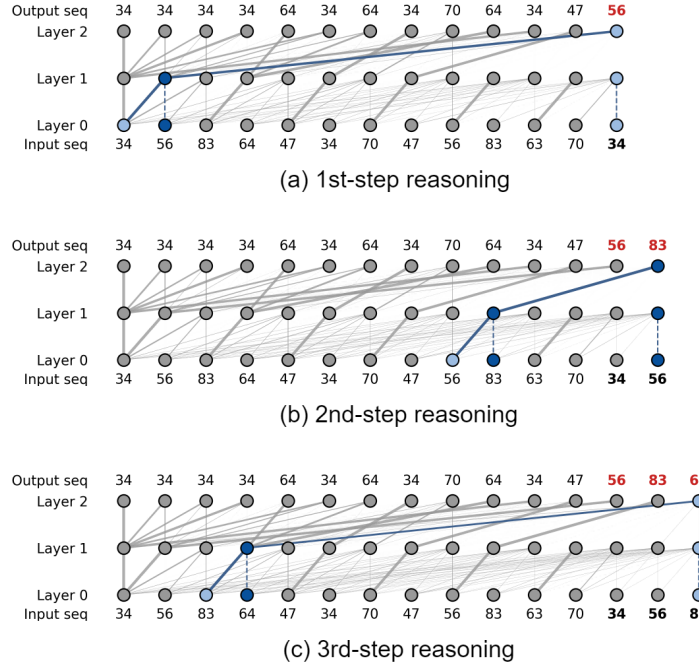 Output seq 34 34 34 34 64 34 64 34 70 64 34 47 56
Layer 2
Layer 1
Layer 0
Input seq 34 56 83 64 47 34 70 47 56 83 63 70 34
(a) 1st-step reasoning
Output seq 34 34 34 34 64 34 64 34 70 64 34 47 56 83
Layer 2
Layer 1
Layer 0
Input seq 34 56 83 64 47 34 70 47 56 83 63 70 34 56
(b) 2nd-step reasoning
Output seq 34 34 34 34 64 34 64 34 70 64 34 47 56 83
Layer 2
Layer 1
Layer 0
Input seq 34 56 83 64 47 34 70 47 56 83 63 70 34 56
(c) 3rd-step reasoning